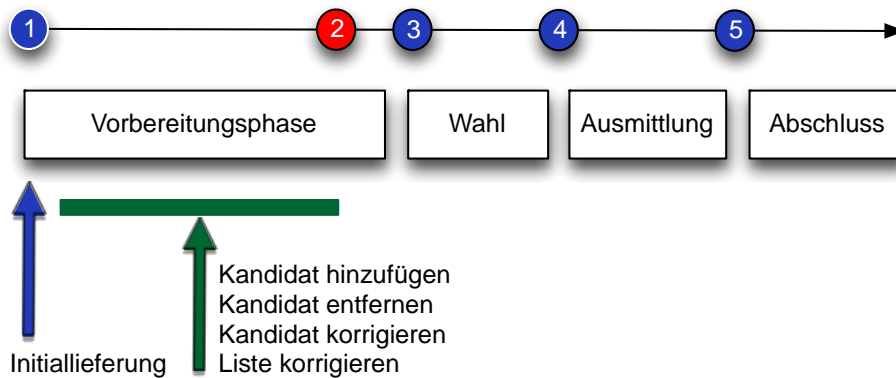 1 2 3 4 5
Vorbereitungsphase Wahl Ausmittlung Abschluss
Kandidat hinzufügen
Kandidat entfernen
Kandidat korrigieren
Initiallieferung Liste korrigieren